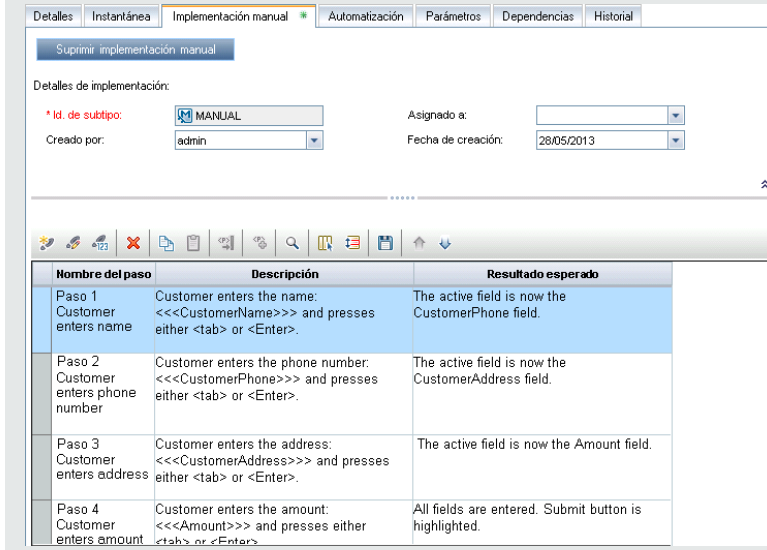 Detalles Instantánea Implementación manual * Automatización Parámetros Dependencias Historial
Suprimir implementación manual
Detalles de implementación:
* Id. de subtipo: MANUAL Asignado a:
Creado por: admin Fecha de creación: 28/05/2013
Nombre del paso Descripción Resultado esperado
Paso 1
Customer
enters name
Customer enters the name:
<<<CustomerName>>> and presses
either <tab> or <Enter>.
The active field is now the
CustomerPhone field.
Paso 2
Customer
enters phone
number
Customer enters the phone number:
<<<CustomerPhone>>> and presses
either <tab> or <Enter>.
The active field is now the
CustomerAddress field.
Paso 3
Customer
enters address
Customer enters the address:
<<<CustomerAddress>>> and presses
either <tab> or <Enter>.
The active field is now the Amount field.
Paso 4
Customer
enters amount
Customer enters the amount:
<<<Amount>>> and presses either
<tab> or <Enter>.
All fields are entered. Submit button is
highlighted.